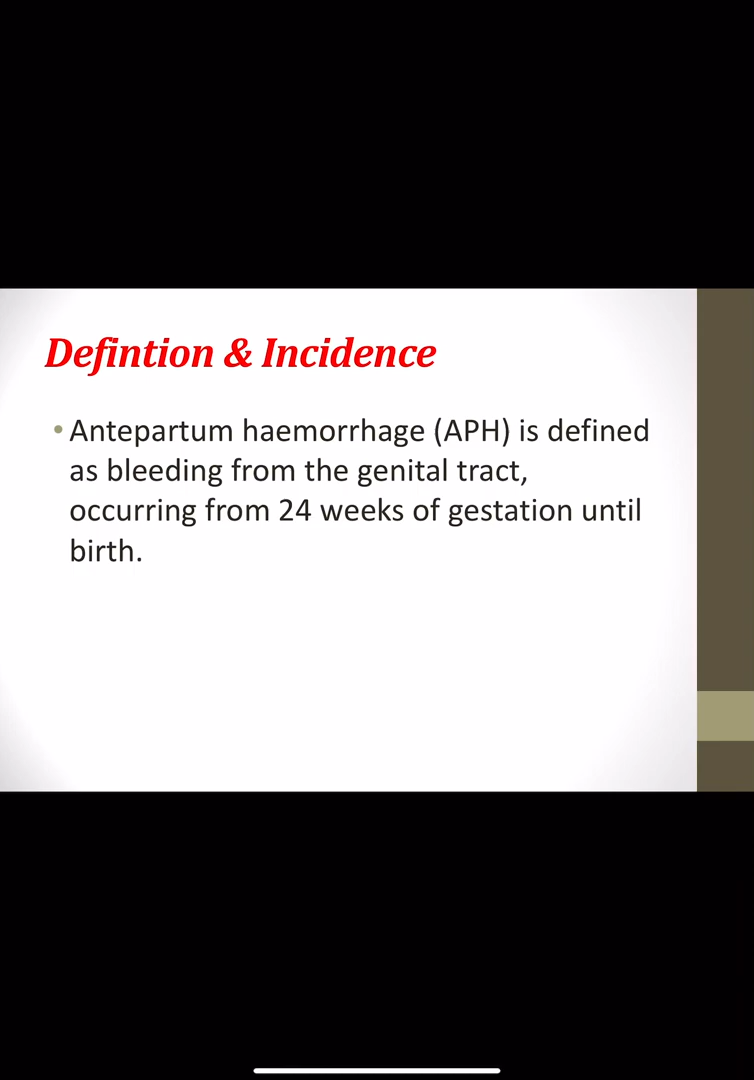 Defintion & Incidence
• Antepartum haemorrhage (APH) is defined
as bleeding from the genital tract,
occurring from 24 weeks of gestation until
birth.